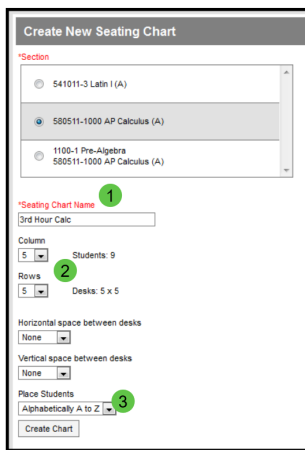 Create New Seating Chart
*Section
541011-3 Latin I (A)
580511-1000 AP Calculus (A)
1100-1 Pre-Algebra
580511-1000 AP Calculus (A)
*Seating Chart Name 1
3rd Hour Calc
Column
5 Students: 9
2
Rows
5 Desks: 5 x 5
Horizontal space between desks
None
Vertical space between desks
None
Place Students
Alphabetically A to Z 3
Create Chart